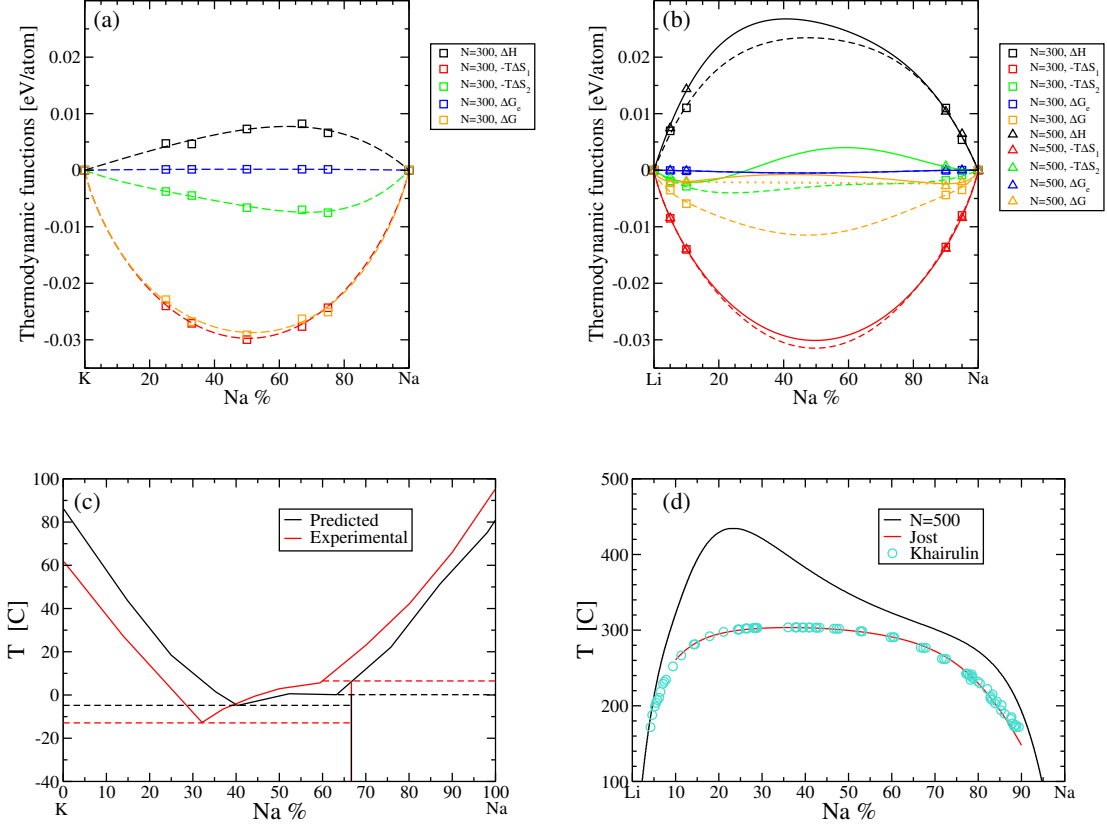 (a)
Thermodynamic functions [eV/atom]
0.02
0.01
0
-0.01
-0.02
-0.03
K
20
40
60
80
Na
Na %
N=300, ΔH
N=300, -TΔS₁
N=300, -TΔS₂
N=300, ΔGₑ
N=300, ΔG
(b)
Thermodynamic functions [eV/atom]
0.02
0.01
0
-0.01
-0.02
-0.03
Li
20
40
60
80
Na
Na %
N=300, ΔH
N=300, -TΔS₁
N=300, -TΔS₂
N=300, ΔGₑ
N=300, ΔG
N=500, ΔH
N=500, -TΔS₁
N=500, -TΔS₂
N=500, ΔGₑ
N=500, ΔG
(c)
T [C]
100
80
60
40
20
0
-20
-40
0 10 20 30 40 50 60 70 80 90 100
K Na
Na %
Predicted
Experimental
(d)
T [C]
500
400
300
200
100
Li 10 20 30 40 50 60 70 80 90 Na
Na %
N=500
Jost
Khairulin